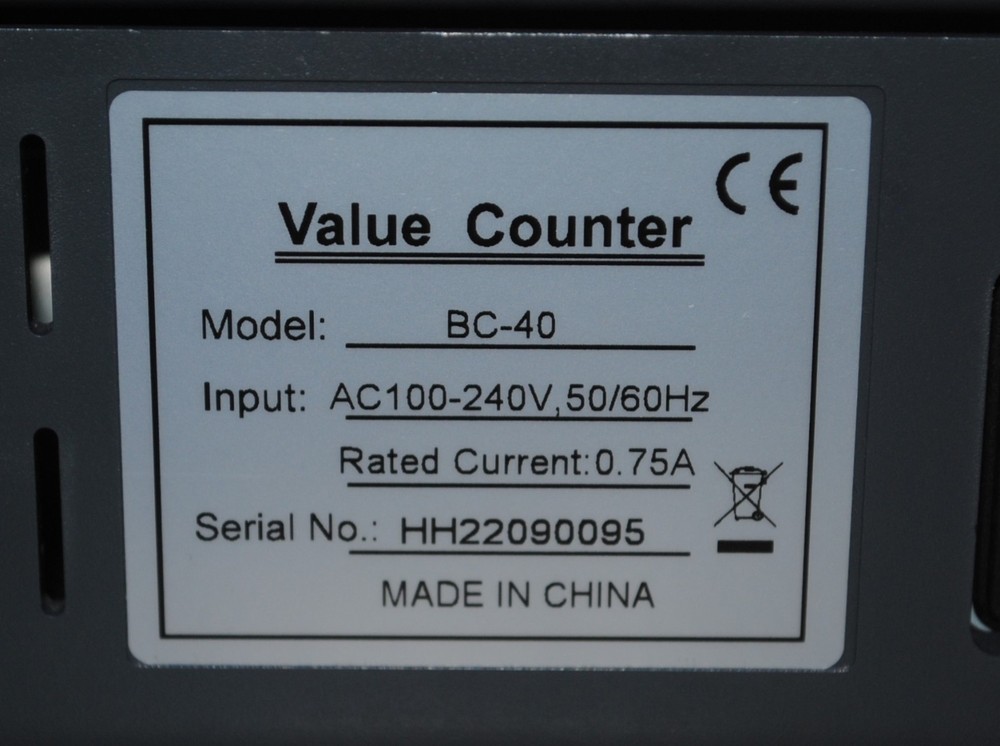 CE
Value Counter
Model: BC-40
Input: AC100-240V,50/60Hz
Rated Current:0.75A
Serial No.: HH22090095
MADE IN CHINA